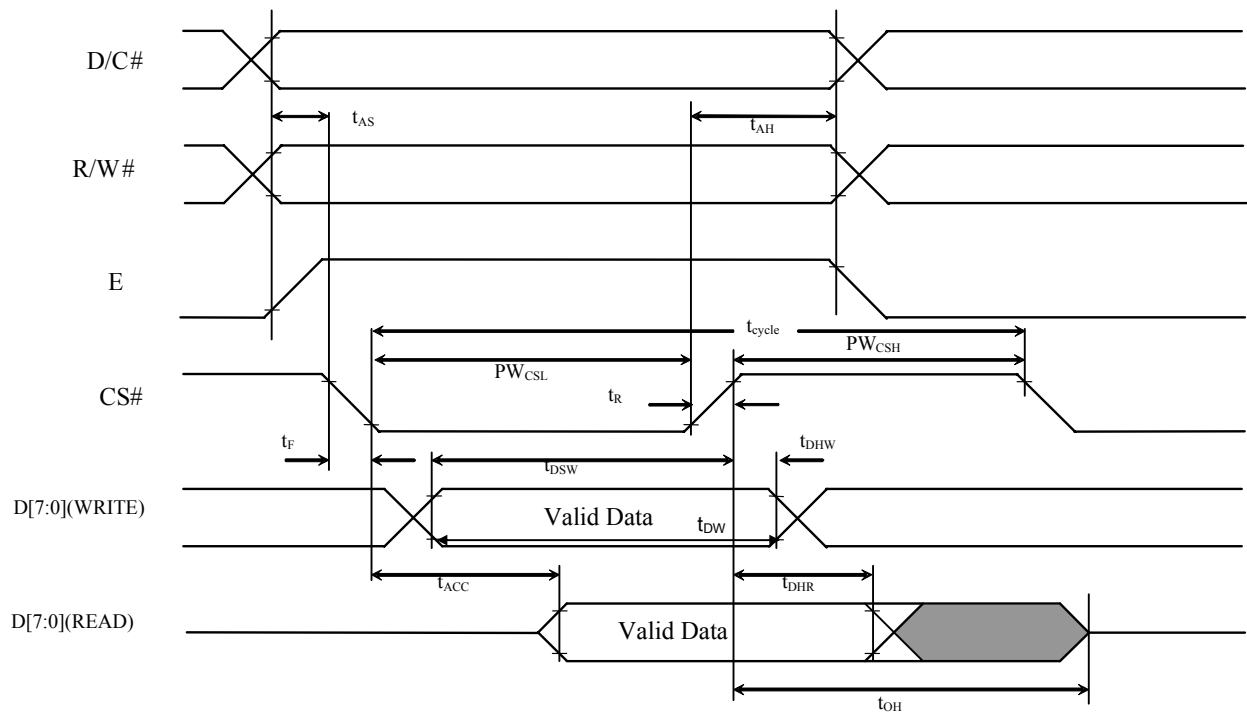 D/C#
tAS
tAH
R/W#
E
tcycle
PWCSH
PWCSL
CS#
tR
tF
tDHW
tDSW
D[7:0](WRITE)
Valid Data
tDW
tACC
tDHR
D[7:0](READ)
Valid Data
tOH